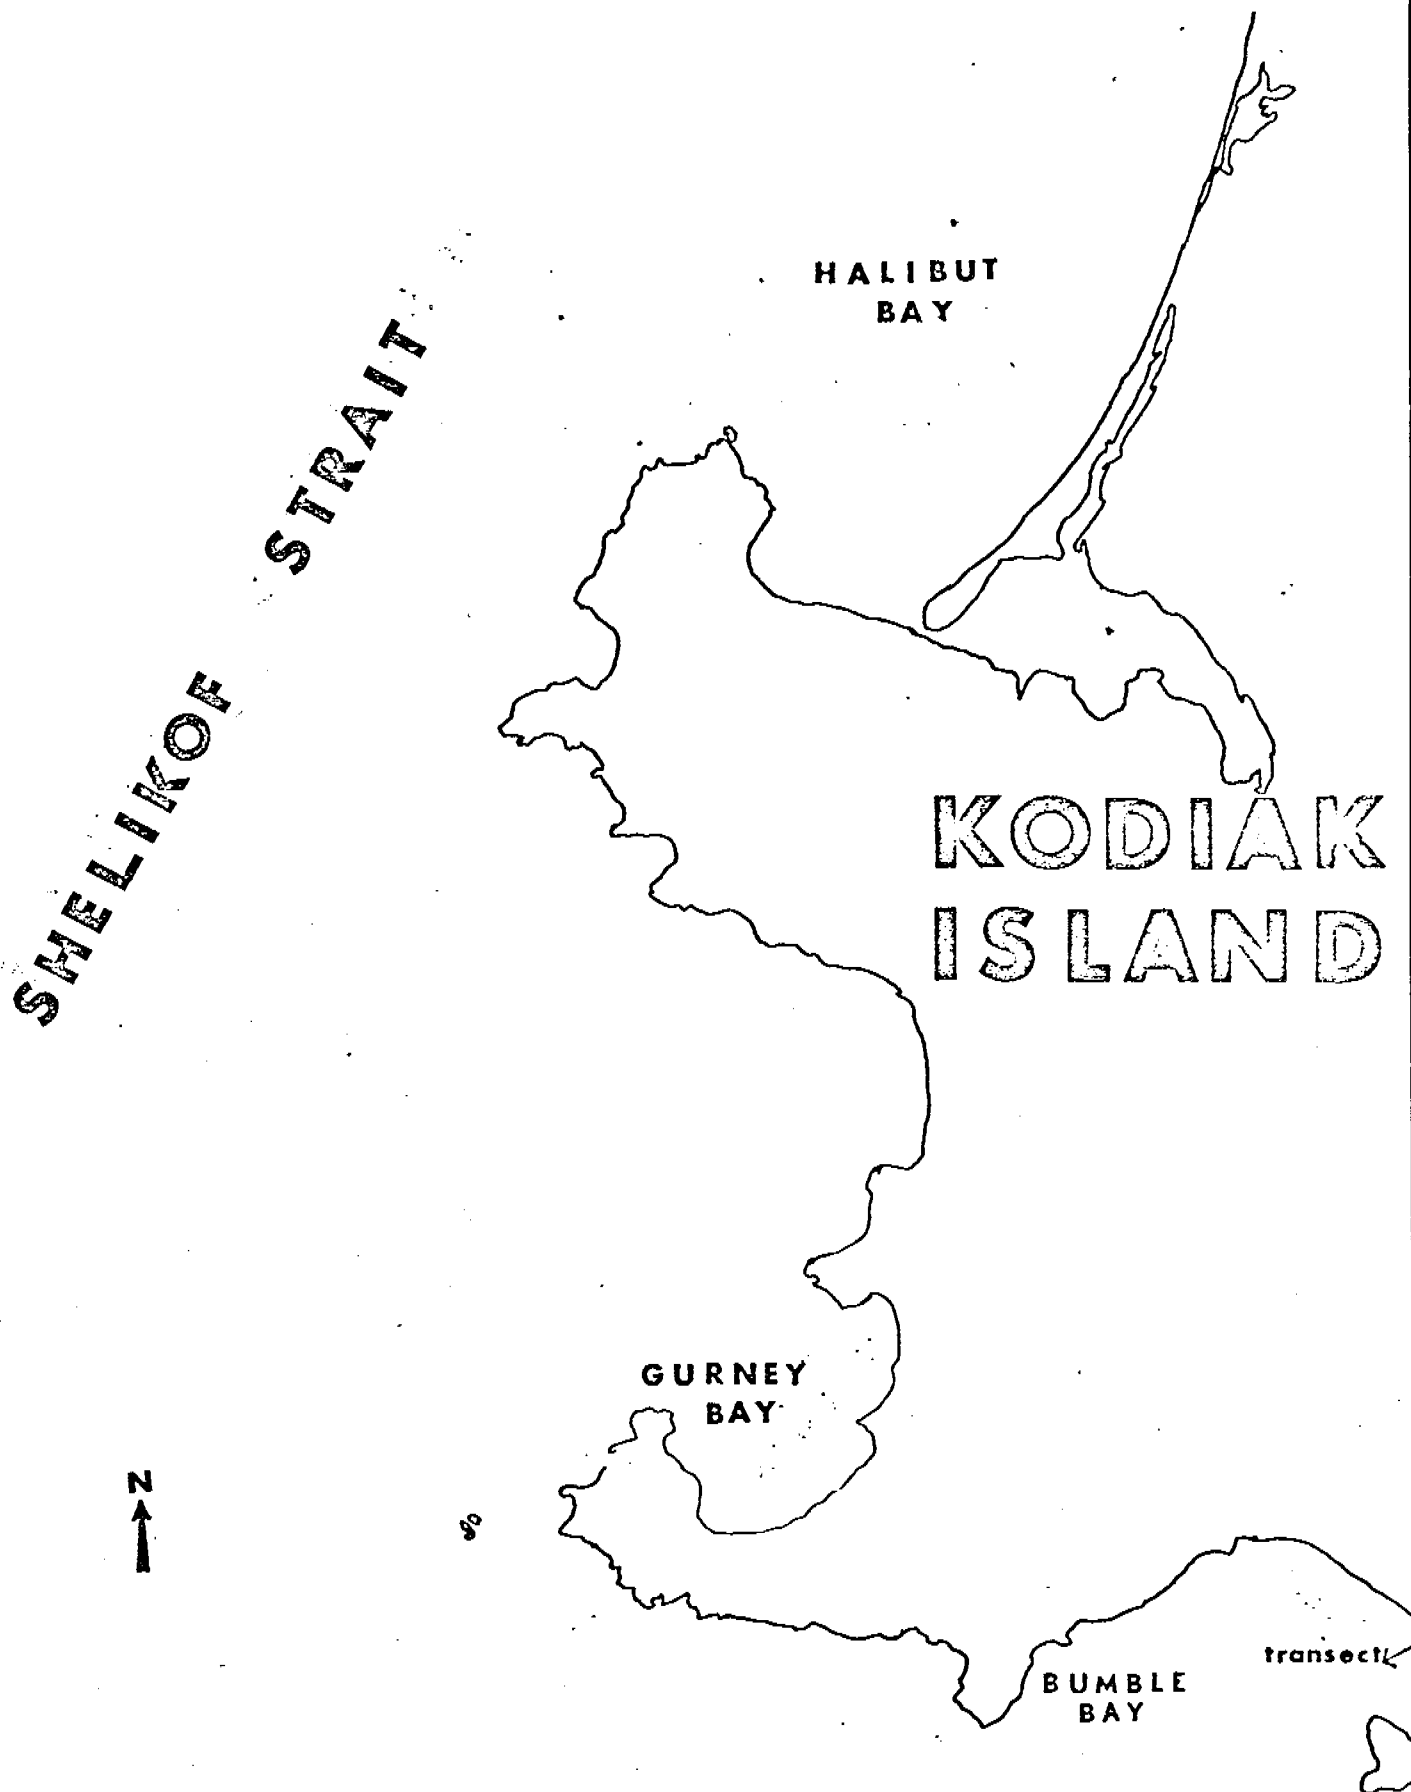 HALIBUT
BAY
SHELIKOF STRAIT
KODIAK
ISLAND
GURNEY
BAY
N
transect
BUMBLE
BAY